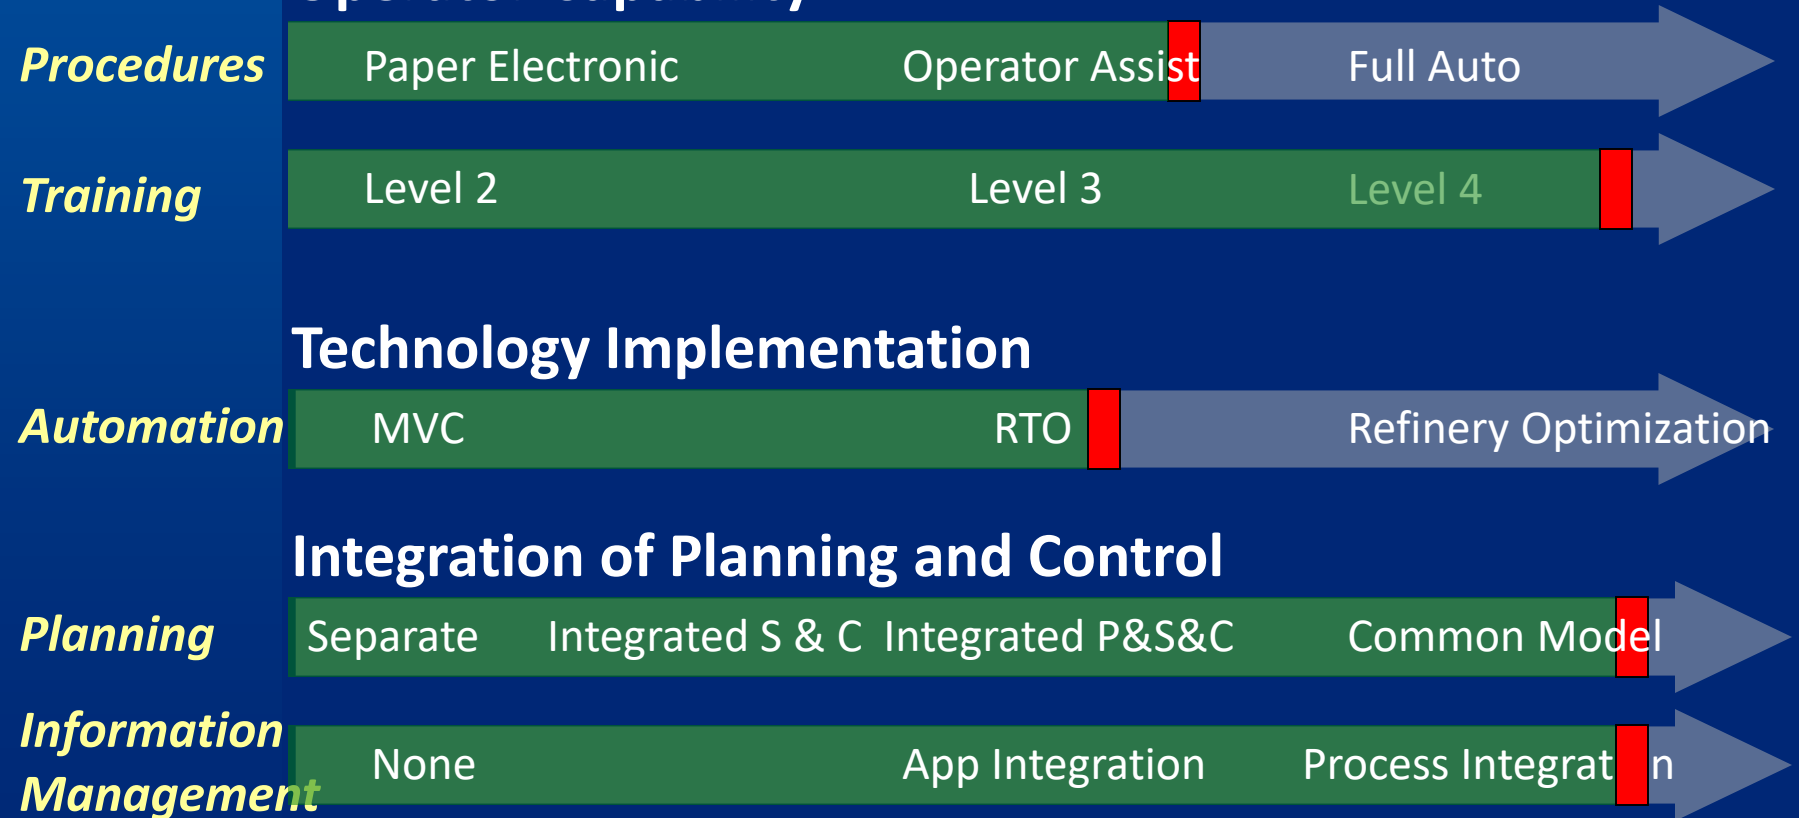 Procedures Paper Electronic Operator Assist Full Auto
Training Level 2 Level 3 Level 4
Technology Implementation
Automation MVC RTO Refinery Optimization
Integration of Planning and Control
Planning Separate Integrated S & C Integrated P&S&C Common Model
Information
Management None App Integration Process Integrat n